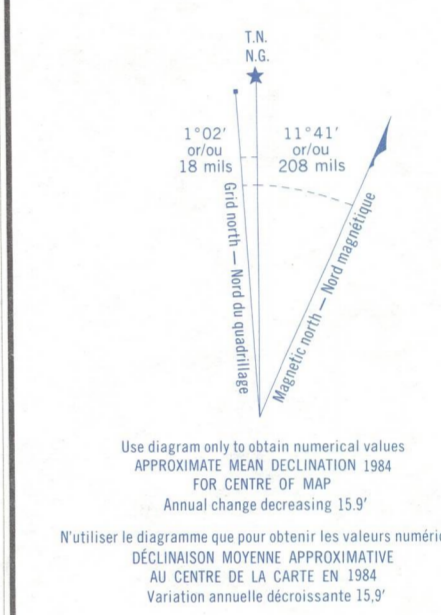 T.N.
N.G.
1°02′
or/ou
18 mils
11°41′
or/ou
208 mils
Grid north — Nord du quadrillage
Magnetic north — Nord magnétique
Use diagram only to obtain numerical values
APPROXIMATE MEAN DECLINATION 1984
FOR CENTRE OF MAP
Annual change decreasing 15.9′
N'utiliser le diagramme que pour obtenir les valeurs numéric
DÉCLINAISON MOYENNE APPROXIMATIVE
AU CENTRE DE LA CARTE EN 1984
Variation annuelle décroissante 15,9′